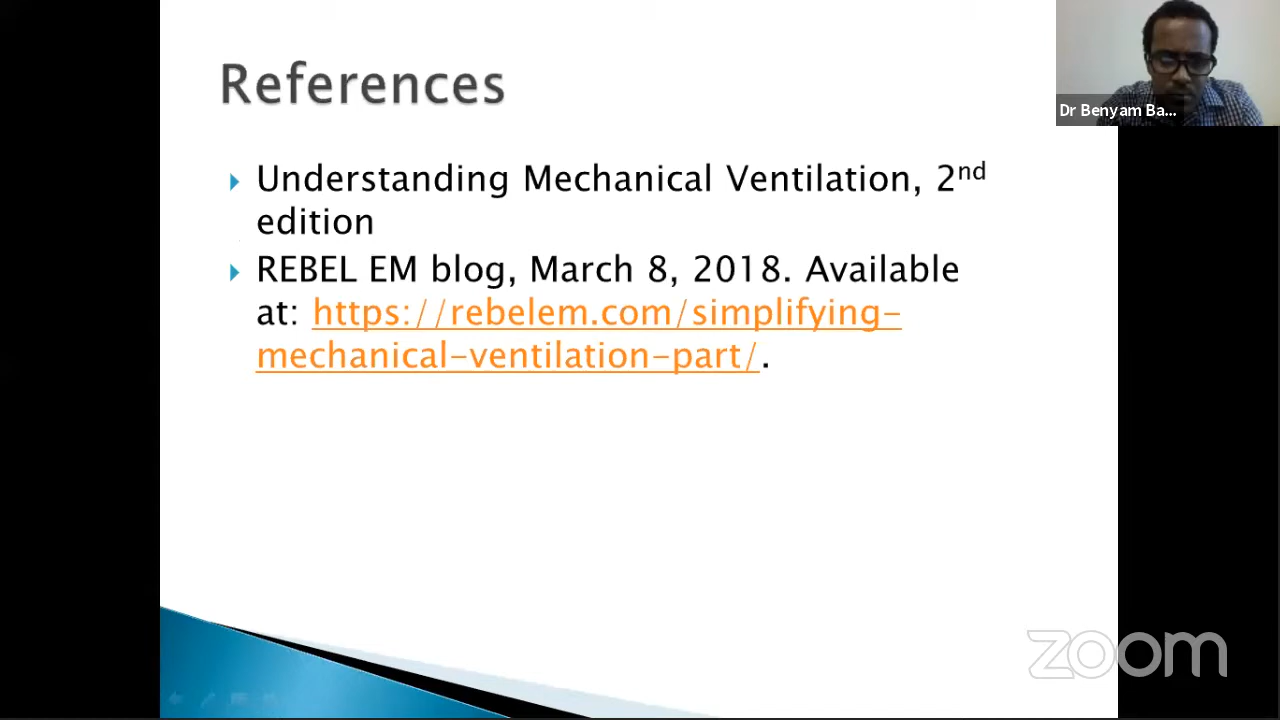 References
Understanding Mechanical Ventilation, 2nd
edition
REBEL EM blog, March 8, 2018. Available
at: https://rebelem.com/simplifying-
mechanical-ventilation-part/.
Dr Benyam Ba...
zoom